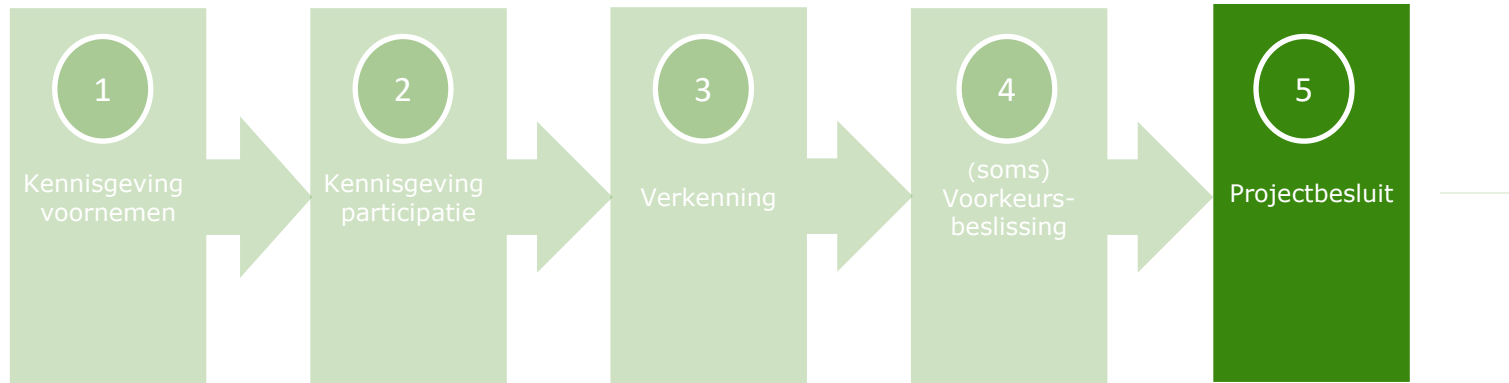 1
Kennisgeving
voornemen
2
Kennisgeving
participatie
3
Verkenning
4
(soms)
Voorkeurs-
beslissing
5
Projectbesluit